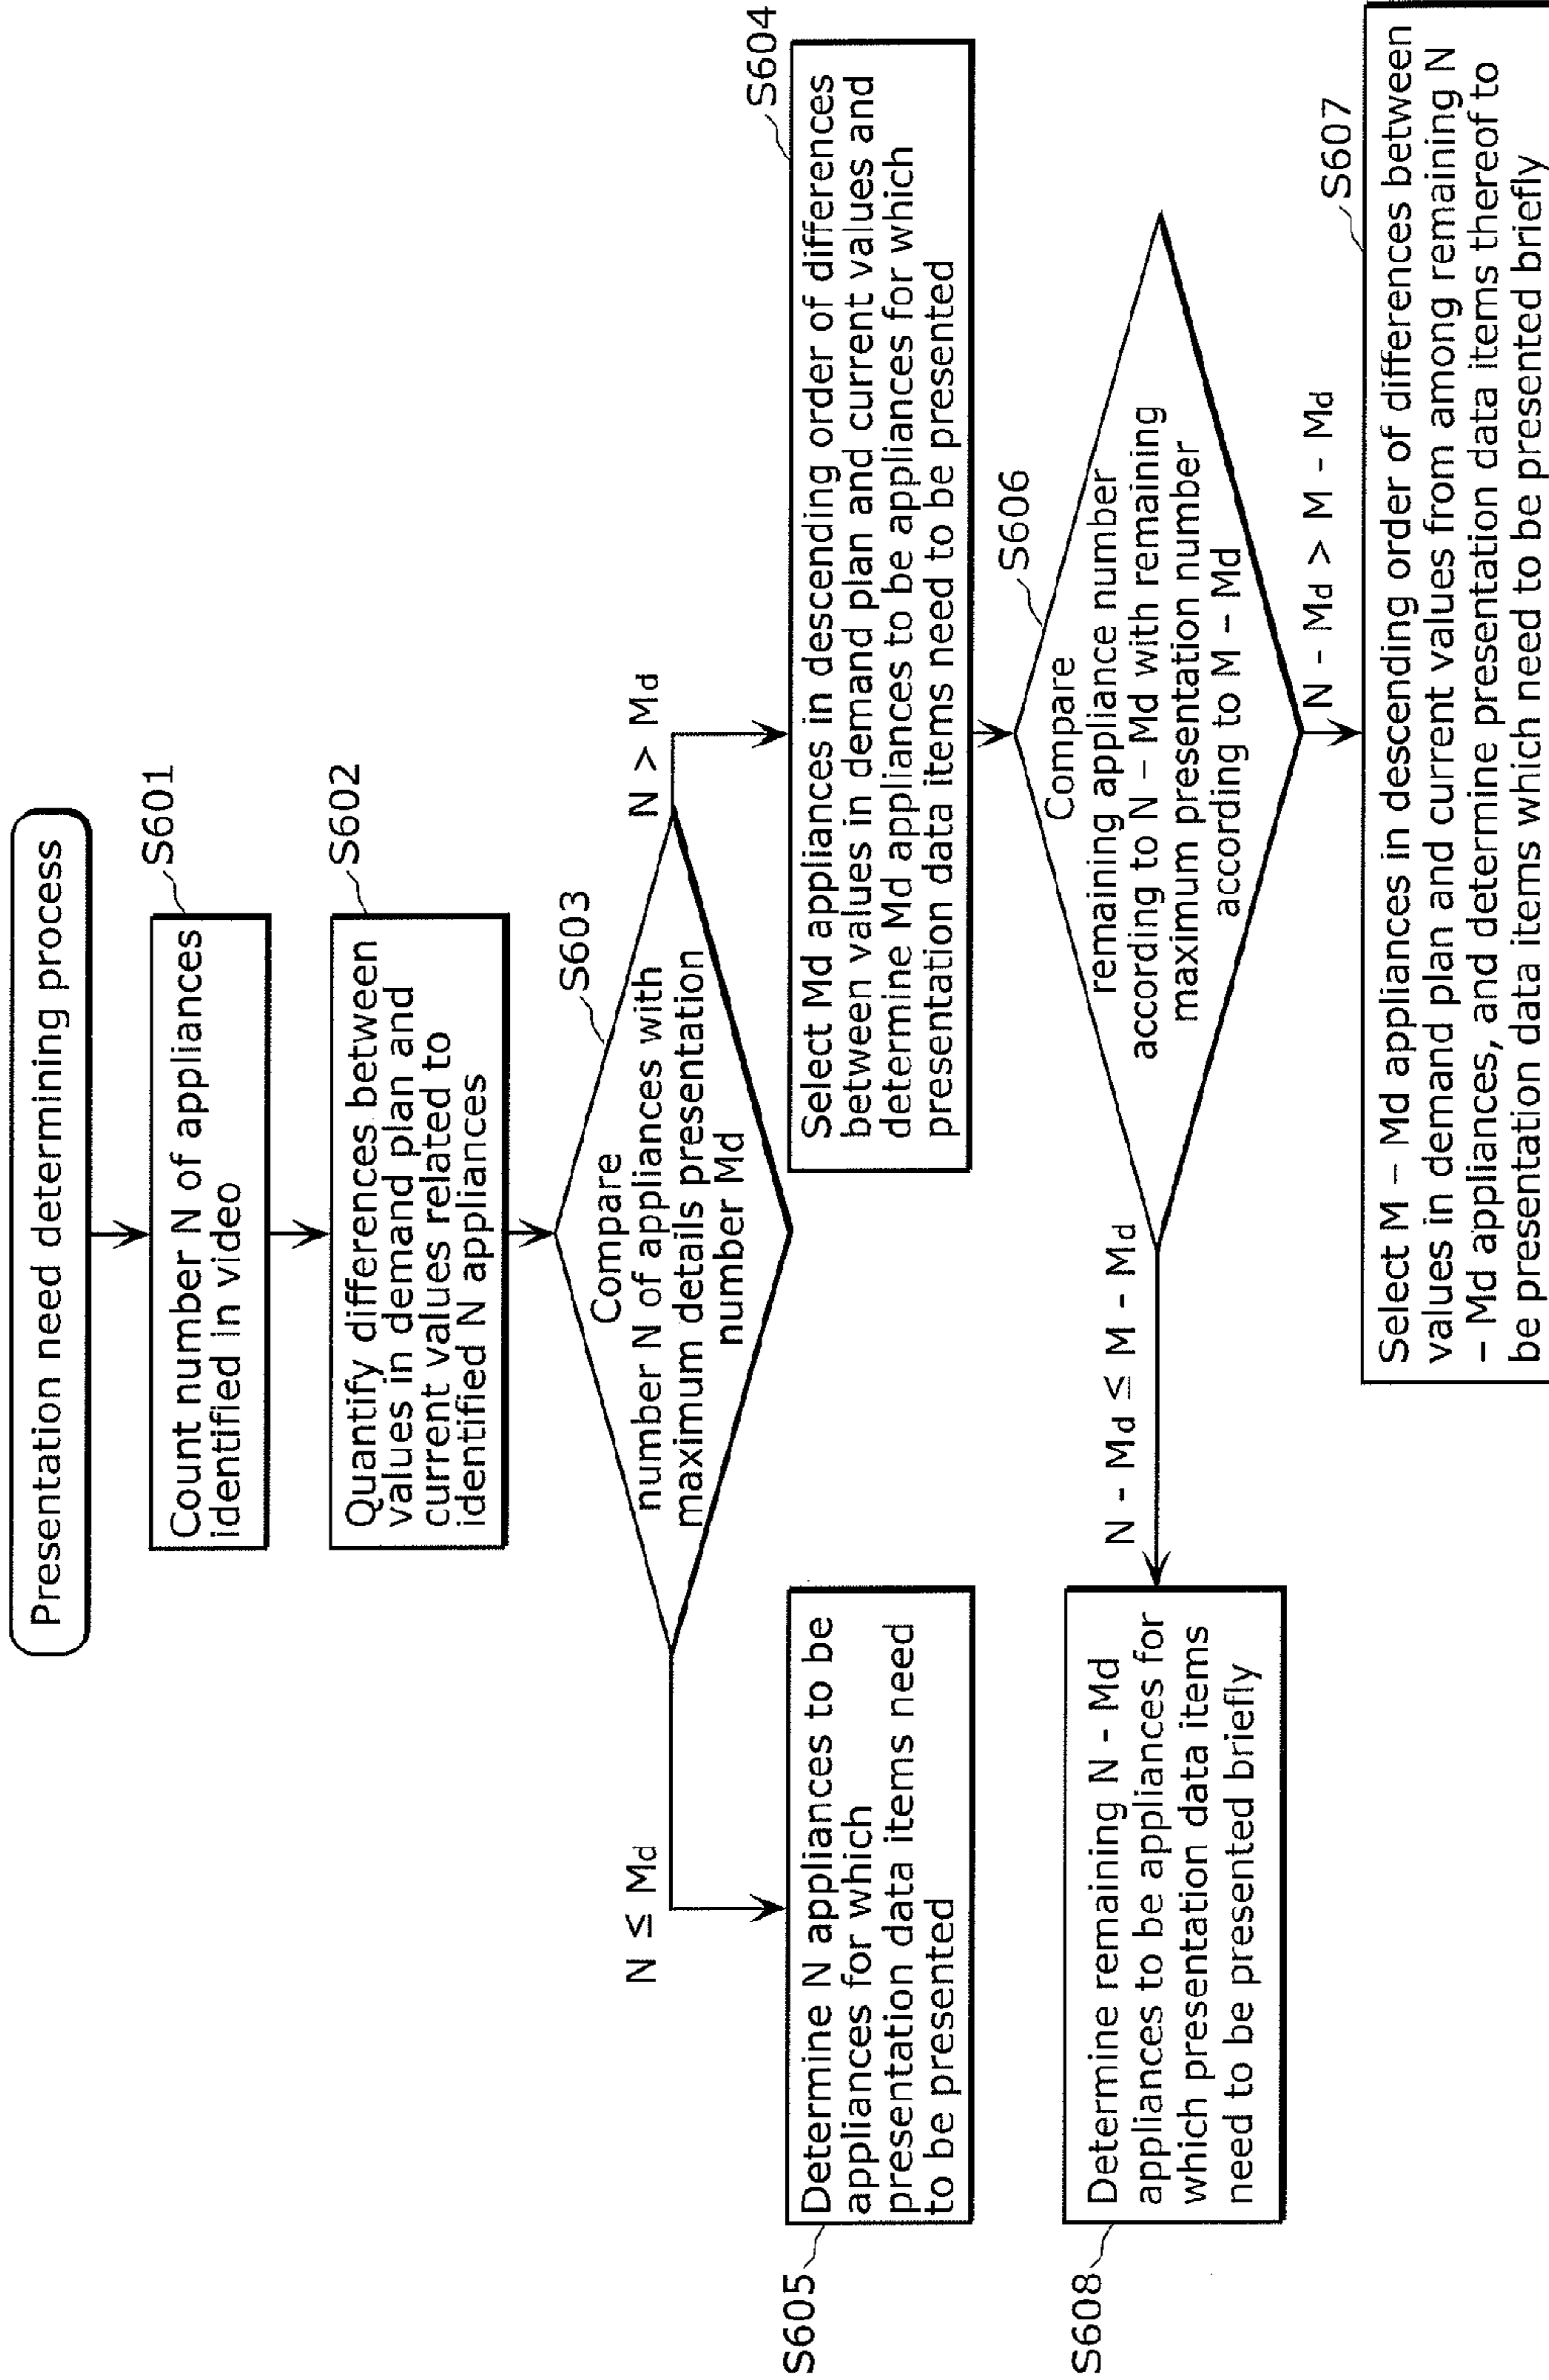 Presentation need determining process
S601
Count number N of appliances
identified in video
S602
Quantify differences between
values in demand plan and
current values related to
identified N appliances
S603
Compare
number N of appliances with
maximum details presentation
number Md
N ≤ Md
N > Md
S604
Select Md appliances in descending order of differences
between values in demand plan and current values and
determine Md appliances to be appliances for which
presentation data items need to be presented
S605
Determine N appliances to be
appliances for which
presentation data items need
to be presented
S606
Compare
remaining appliance number
according to N – Md with remaining
maximum presentation number
according to M – Md
N - Md ≤ M - Md
N - Md > M - Md
S608
Determine remaining N - Md
appliances to be appliances for
which presentation data items
need to be presented briefly
S607
Select M – Md appliances in descending order of differences between
values in demand plan and current values from among remaining N
– Md appliances, and determine presentation data items thereof to
be presentation data items which need to be presented briefly